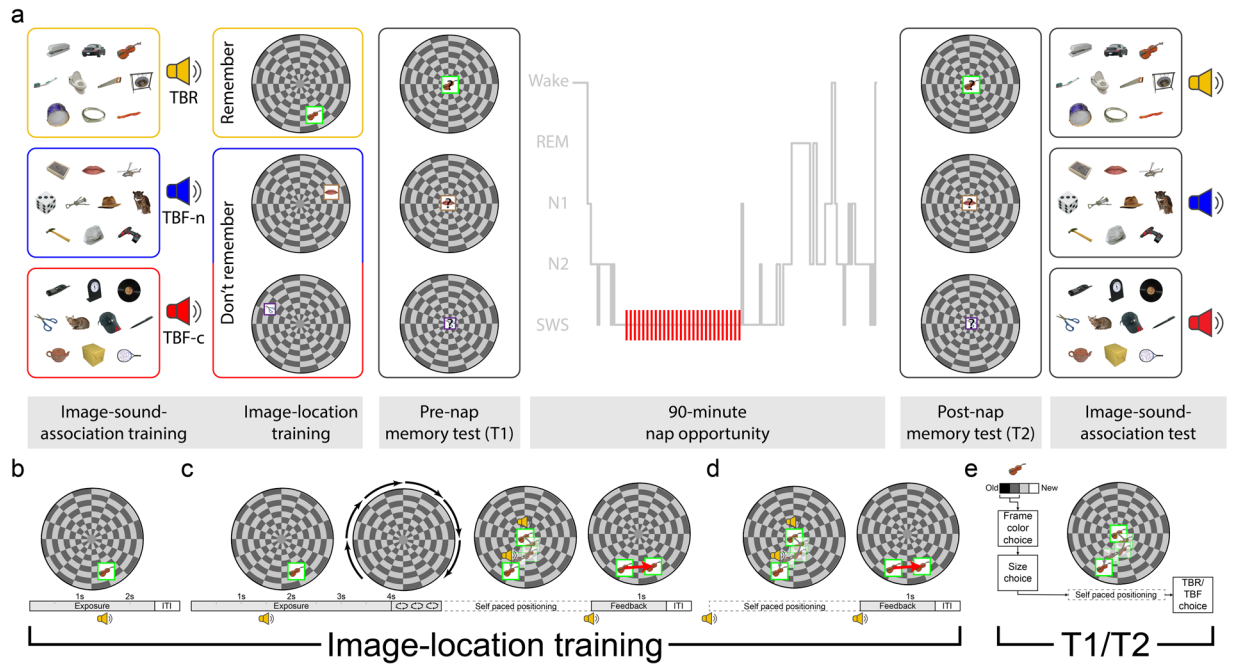 a
TBR
TBF-n
TBF-c
Remember
Don't remember
?
?
?
Wake
REM
N1
N2
SWS
?
?
?
Image-sound-
association training
Image-location
training
Pre-nap
memory test (T1)
90-minute
nap opportunity
Post-nap
memory test (T2)
Image-sound-
association test
b
1s
2s
Exposure
ITI
c
1s
2s
3s
4s
Exposure
Self paced positioning
1s
Feedback
ITI
d
Self paced positioning
1s
Feedback
ITI
Image-location training
e
Old
New
Frame
color
choice
Size
choice
Self paced positioning
TBR/
TBF
choice
T1/T2